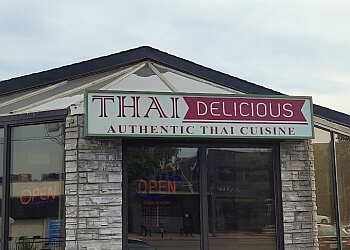 THAI DELICIOUS
AUTHENTIC THAI CUISINE
OPEN
OPEN